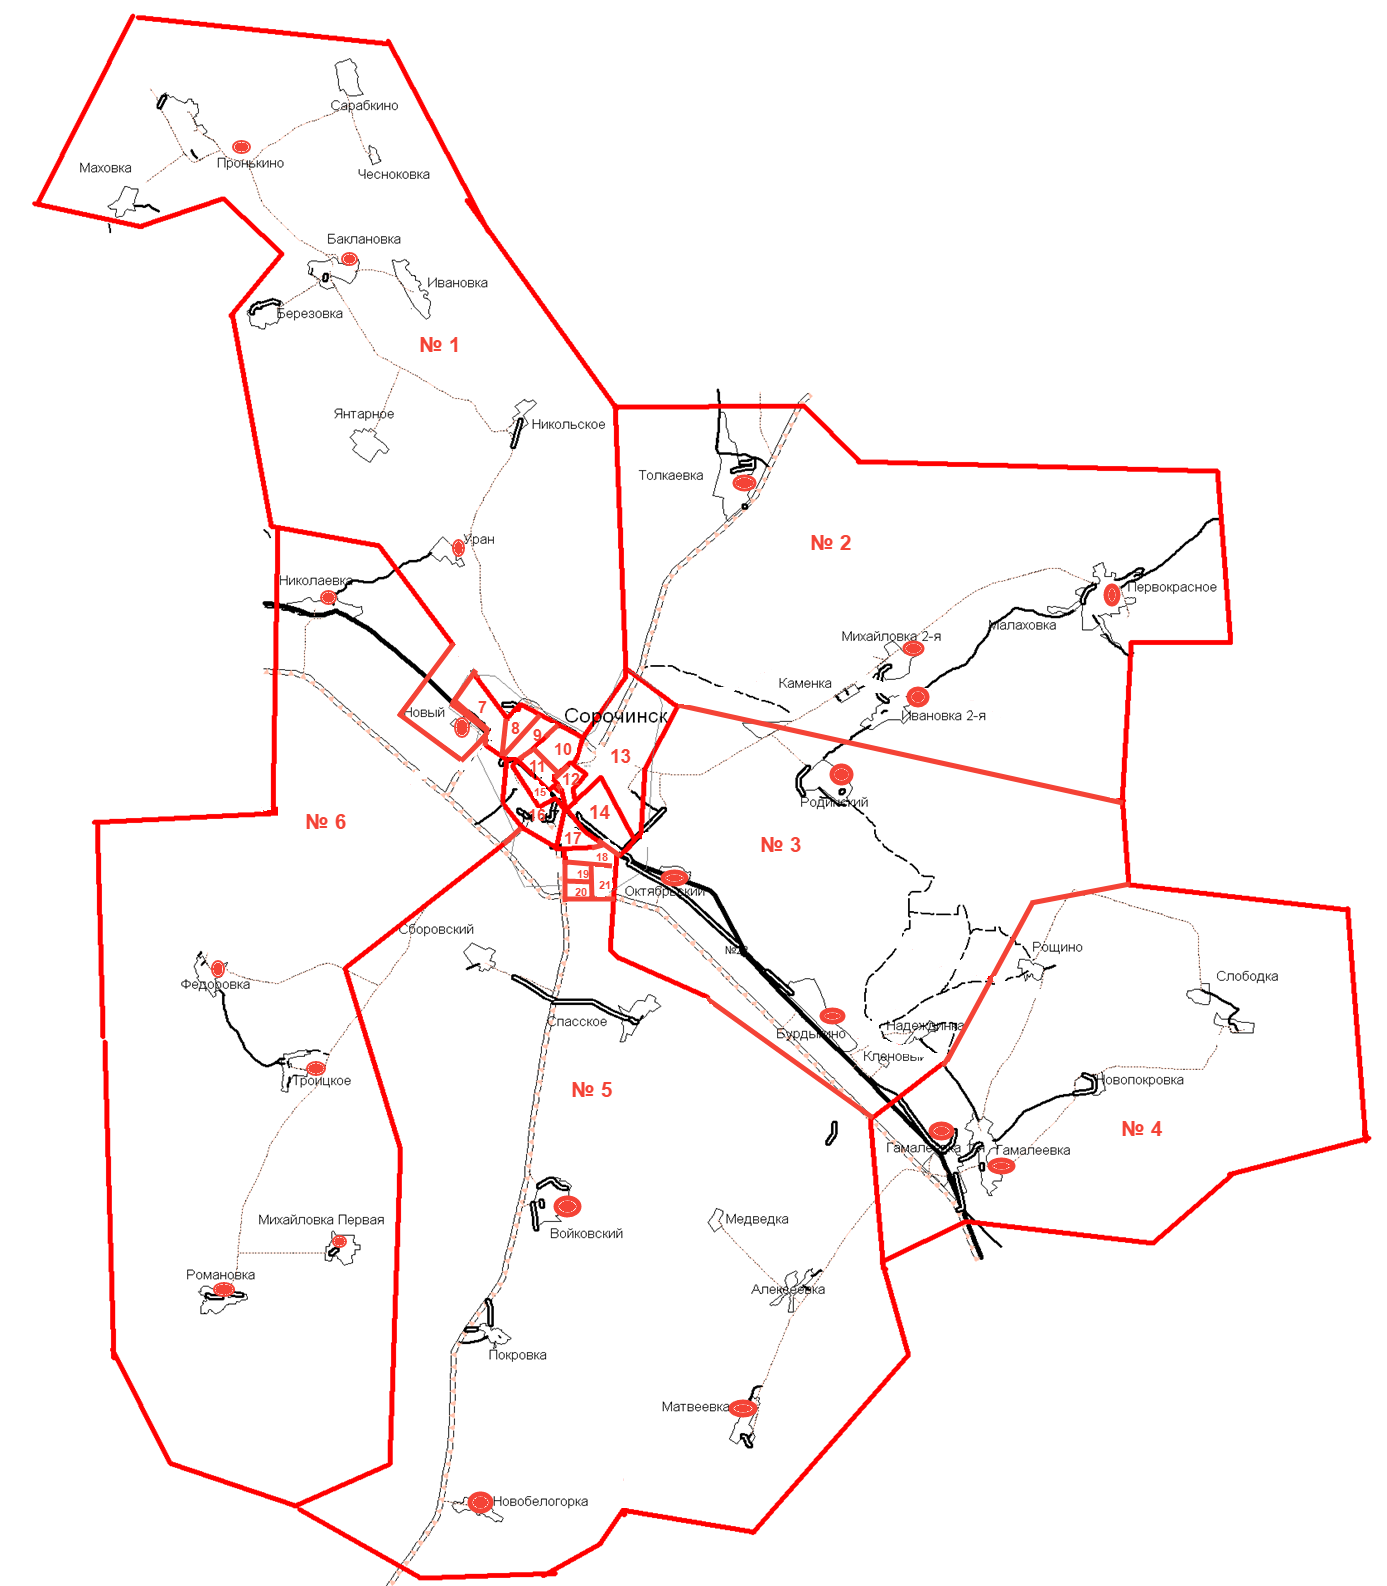 Сарабкино
Маховка
Пронькино
Чесноковка
Баклановка
Ивановка
Березовка
№ 1
Янтарное
Никольское
Толкаевка
Уран
№ 2
Николаевка
Первокрасное
Малаховка
Михайловка 2-я
Каменка
Новый
7
8
9
10
Сорочинск
13
Ивановка 2-я
11
12
15
16
14
17
Родинский
№ 6
№ 3
18
19
20
21
Октябрьский
Сборовский
Рощино
Слободка
Федоровка
Спасское
Бурдыкино
Надеждинка
Кленовый
Троицкое
№ 5
Новопокровка
№ 4
Гамалеевка
Гамалеевка
Михайловка Первая
Медведка
Войковский
Романовка
Алексеевка
Покровка
Матвеевка
Новобелогорка